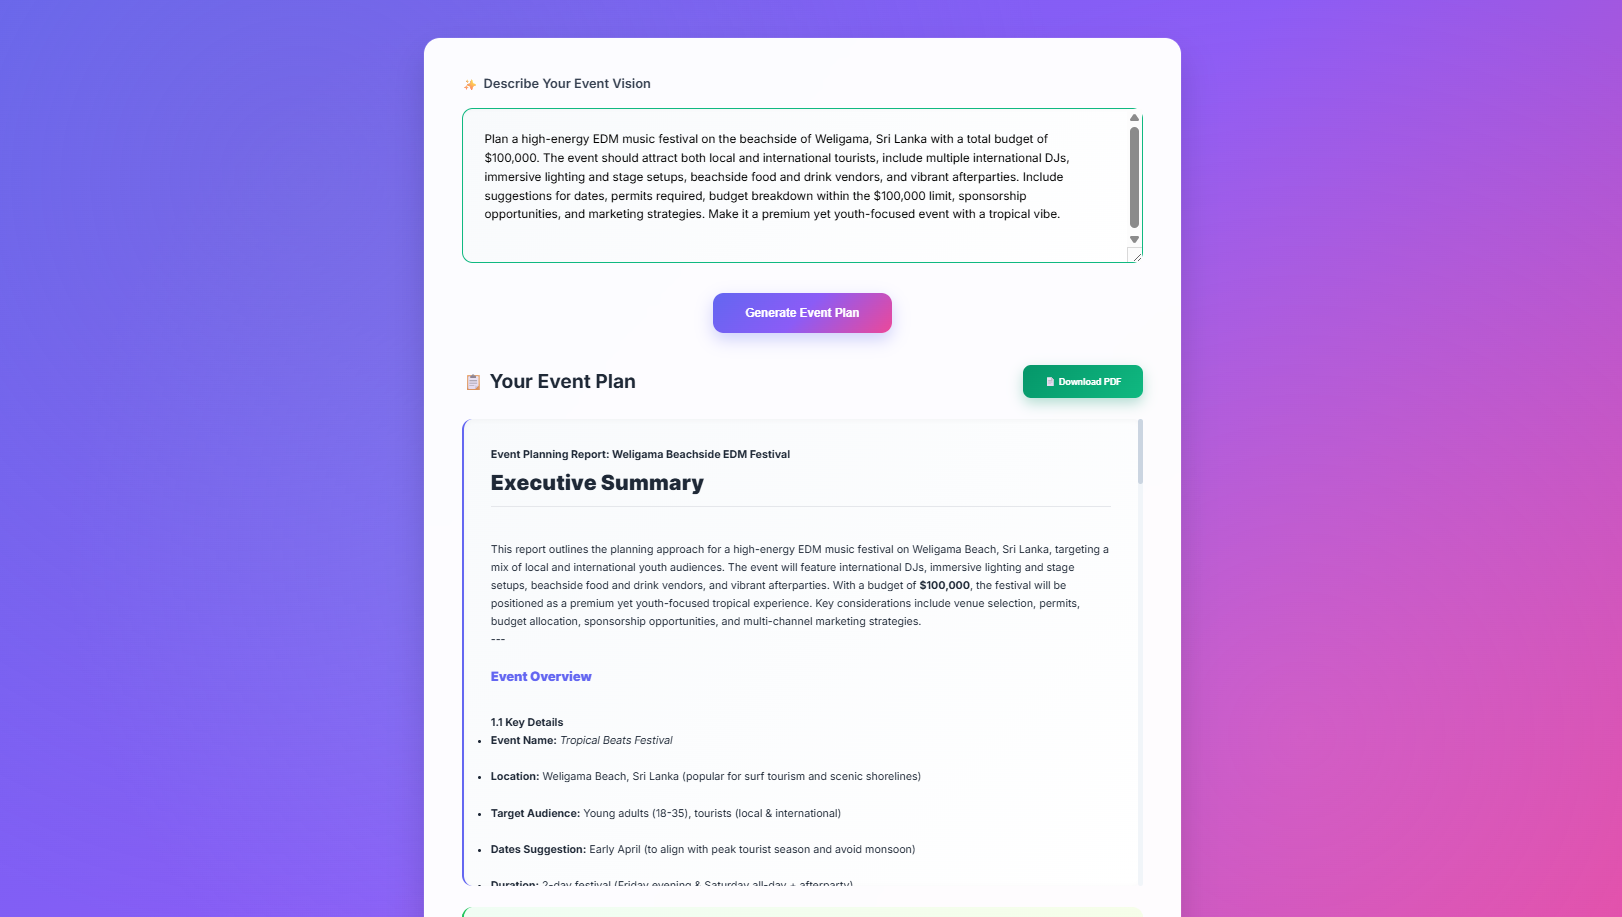 Describe Your Event Vision
Plan a high-energy EDM music festival on the beachside of Weligama, Sri Lanka with a total budget of
$100,000. The event should attract both local and international tourists, include multiple international DJs,
immersive lighting and stage setups, beachside food and drink vendors, and vibrant afterparties. Include
suggestions for dates, permits required, budget breakdown within the $100,000 limit, sponsorship
opportunities, and marketing strategies. Make it a premium yet youth-focused event with a tropical vibe.
Generate Event Plan
Your Event Plan
Download PDF
Event Planning Report: Weligama Beachside EDM Festival
Executive Summary
This report outlines the planning approach for a high-energy EDM music festival on Weligama Beach, Sri Lanka, targeting a
mix of local and international youth audiences. The event will feature international DJs, immersive lighting and stage
setups, beachside food and drink vendors, and vibrant afterparties. With a budget of $100,000, the festival will be
positioned as a premium yet youth-focused tropical experience. Key considerations include venue selection, permits,
budget allocation, sponsorship opportunities, and multi-channel marketing strategies.
---
Event Overview
1.1 Key Details
• Event Name: Tropical Beats Festival
• Location: Weligama Beach, Sri Lanka (popular for surf tourism and scenic shorelines)
• Target Audience: Young adults (18-35), tourists (local & international)
• Dates Suggestion: Early April (to align with peak tourist season and avoid monsoon)
• Duration: 2-day festival (Friday evening & Saturday all-day + afterparty)